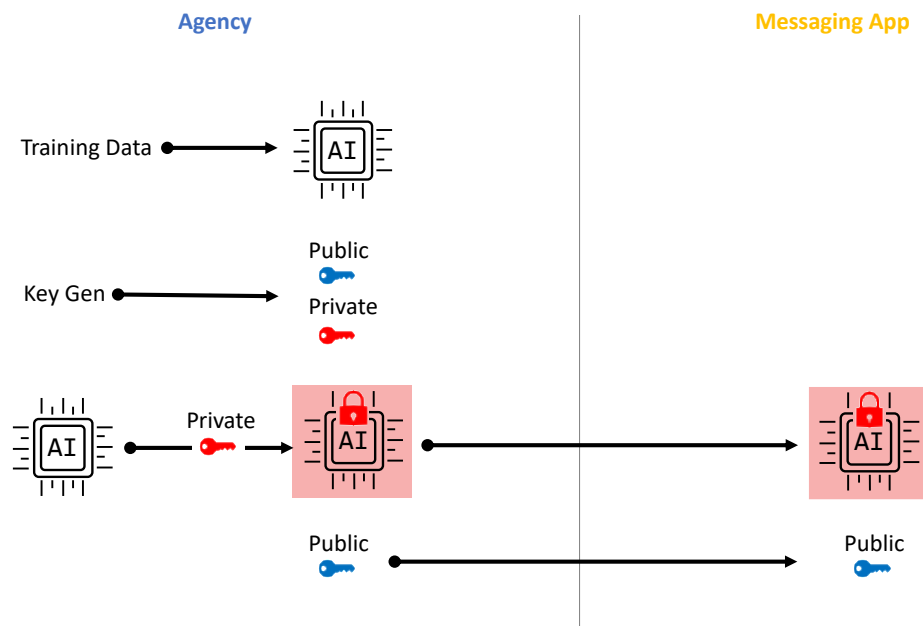 Agency
Messaging App
Training Data
AI
Public
Key Gen
Private
AI
Private
AI
AI
Public
Public